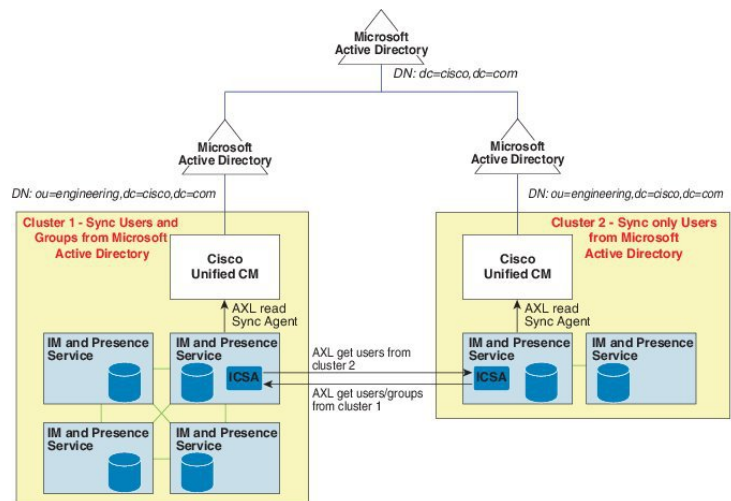 Microsoft
Active Directory
DN: dc=cisco,dc=com
Microsoft
Active Directory
Microsoft
Active Directory
DN: ou=engineering,dc=cisco,dc=com
DN: ou=engineering,dc=cisco,dc=com
Cluster 1 - Sync Users and
Groups from Microsoft
Active Directory
Cisco
Unified CM
AXL read
Sync Agent
IM and Presence
Service
IM and Presence
Service
ICSA
IM and Presence
Service
IM and Presence
Service
AXL get users from
cluster 2
AXL get users/groups
from cluster 1
Cluster 2 - Sync only Users
from Microsoft
Active Directory
Cisco
Unified CM
AXL read
Sync Agent
IM and Presence
Service
ICSA
IM and Presence
Service